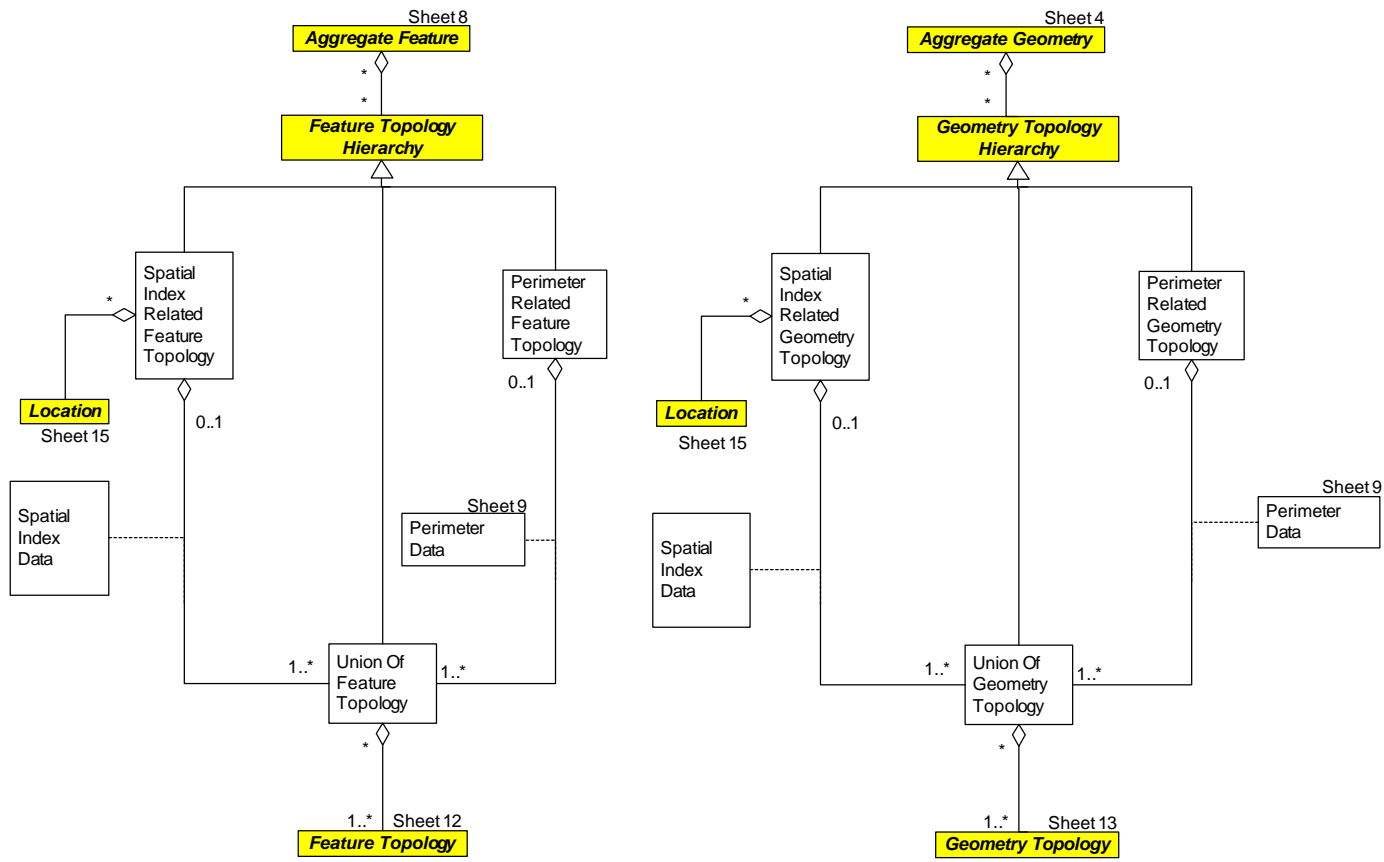 Sheet 8
Aggregate Feature
*
*
Feature Topology
Hierarchy
Spatial
Index
Related
Feature
Topology
*
Location
Sheet 15
0..1
Perimeter
Related
Feature
Topology
0..1
Spatial
Index
Data
Sheet 9
Perimeter
Data
1..*
Union Of
Feature
Topology
1..*
*
1..*
Sheet 12
Feature Topology
Sheet 4
Aggregate Geometry
*
*
Geometry Topology
Hierarchy
Spatial
Index
Related
Geometry
Topology
*
Location
Sheet 15
0..1
Perimeter
Related
Geometry
Topology
0..1
Spatial
Index
Data
Sheet 9
Perimeter
Data
1..*
Union Of
Geometry
Topology
1..*
*
1..*
Sheet 13
Geometry Topology